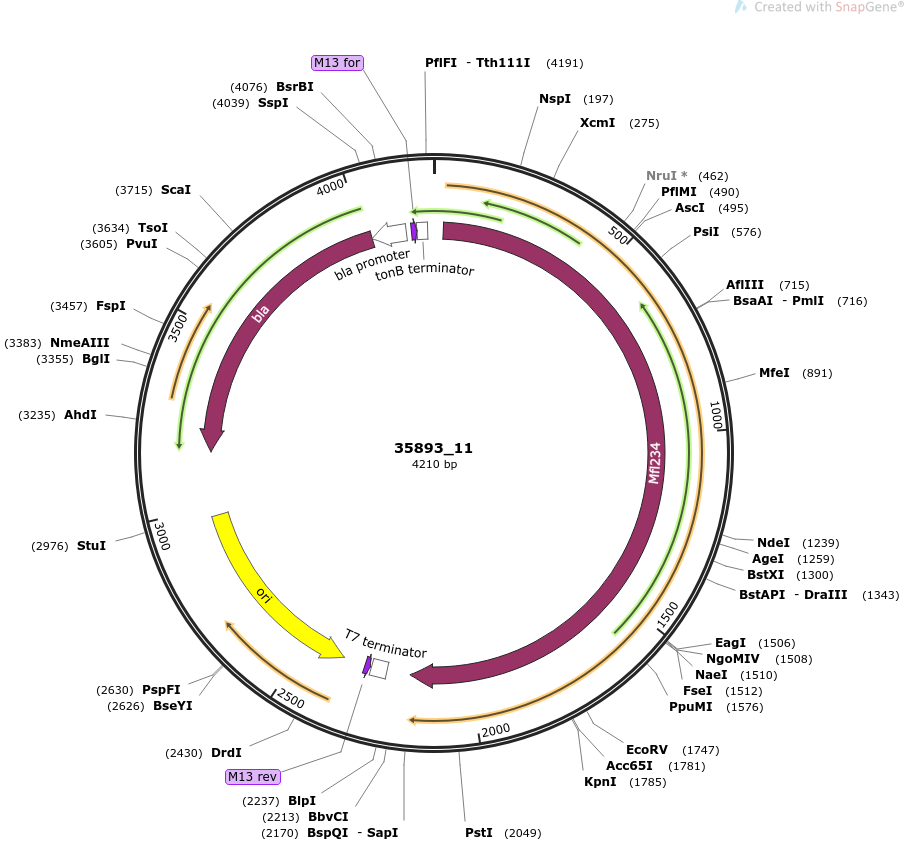 Created with SnapGene®
M13 for
PflFI - Tth111I (4191)
(4076) BsrBI
(4039) SspI
NspI (197)
XcmI (275)
NruI * (462)
PflMI (490)
AscI (495)
PsiI (576)
AflIII (715)
BsaAI - PmlI (716)
MfeI (891)
NdeI (1239)
AgeI (1259)
BstXI (1300)
BstAPI - DraIII (1343)
EagI (1506)
NgoMIV (1508)
NaeI (1510)
FseI (1512)
PpuMI (1576)
EcoRV (1747)
Acc65I (1781)
KpnI (1785)
PstI (2049)
(2170) BspQI - SapI
(2213) BbvCI
(2237) BlpI
M13 rev
(2430) DrdI
(2626) BseYI
(2630) PspFI
(2976) StuI
(3235) AhdI
(3355) BglI
(3383) NmeAIII
(3457) FspI
(3605) PvuI
(3634) TsoI
(3715) ScaI
500
1000
1500
2000
2500
3000
3500
4000
bla promoter
tonB terminator
bla
Mfl234
ori
T7 terminator
35893_11
4210 bp